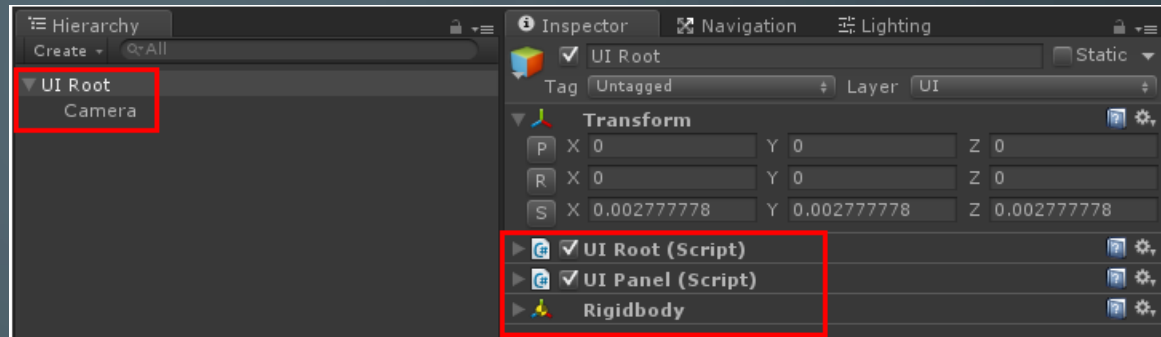 Hierarchy
Create
All
UI Root
Camera
Inspector Navigation Lighting
UI Root Static
Tag Untagged Layer UI
Transform
P X 0 Y 0 Z 0
R X 0 Y 0 Z 0
S X 0.002777778 Y 0.002777778 Z 0.002777778
UI Root (Script)
UI Panel (Script)
Rigidbody